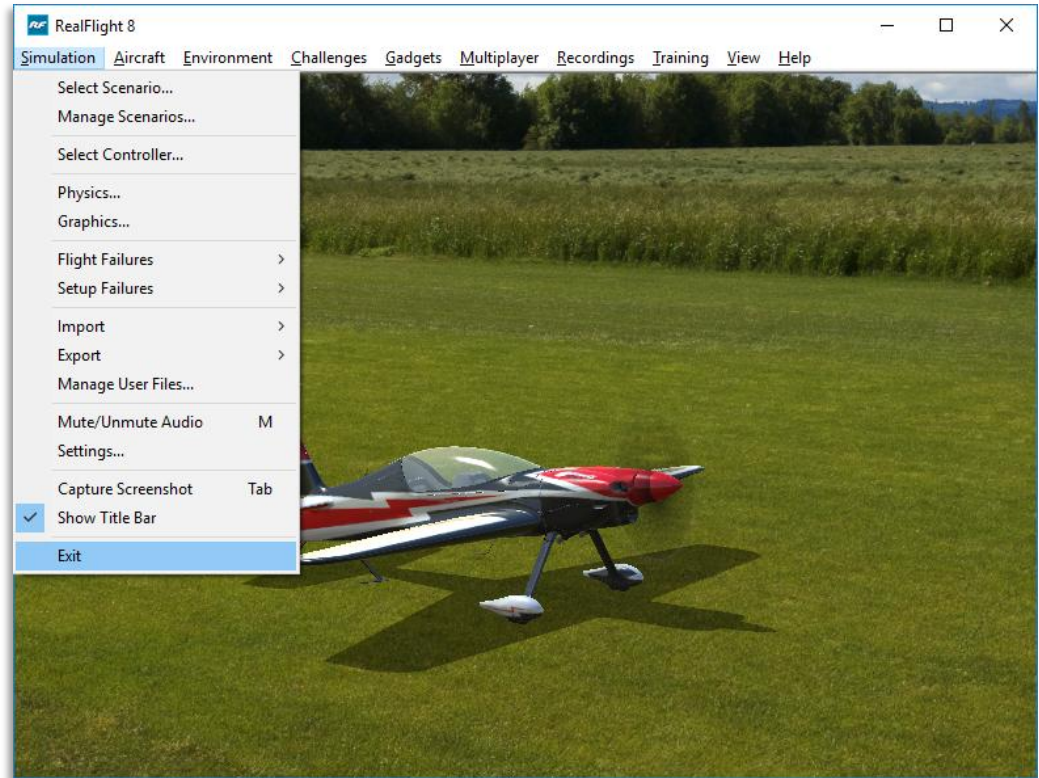 RF RealFlight 8
Simulation Aircraft Environment Challenges Gadgets Multiplayer Recordings Training View Help
Select Scenario...
Manage Scenarios...
Select Controller...
Physics...
Graphics...
Flight Failures
Setup Failures
Import
Export
Manage User Files...
Mute/Unmute Audio M
Settings...
Capture Screenshot Tab
Show Title Bar
Exit